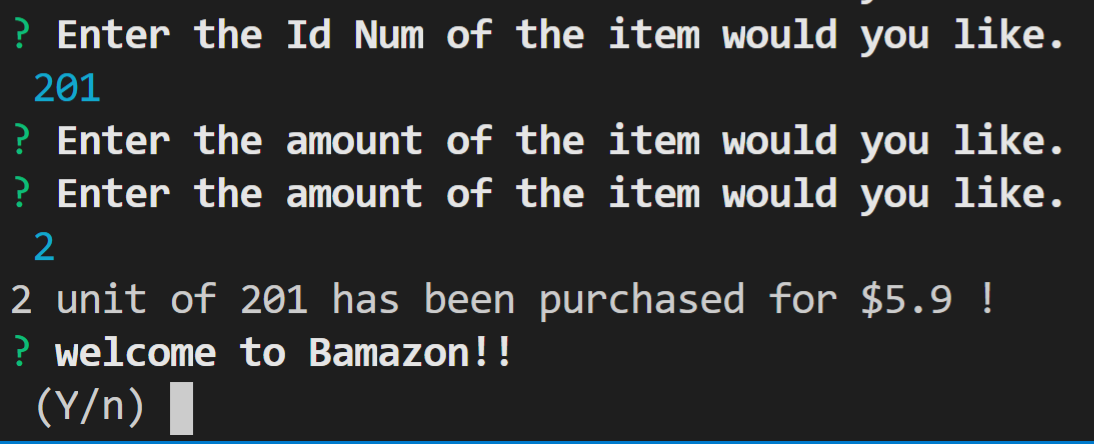 ? Enter the Id Num of the item would you like.
201
? Enter the amount of the item would you like.
? Enter the amount of the item would you like.
2
2 unit of 201 has been purchased for $5.9 !
? welcome to Bamazon!!
(Y/n)